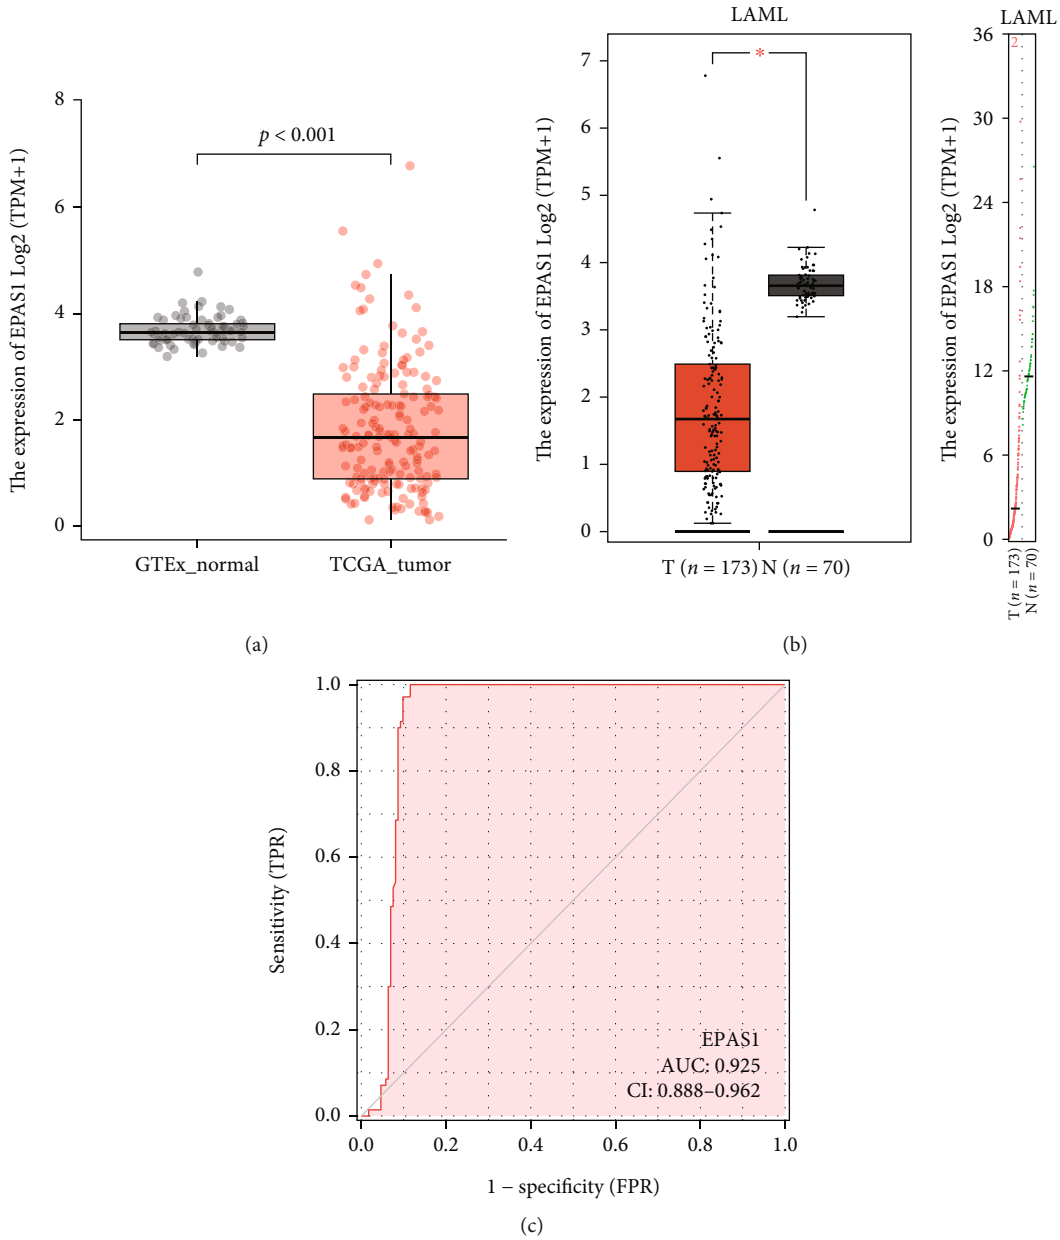 The expression of EPAS1 Log2 (TPM+1)
8
6
4
2
0
p < 0.001
GTEx_normal
TCGA_tumor
(a)
LAML
The expression of EPAS1 Log2 (TPM+1)
7
6
5
4
3
2
1
0
*
T (n = 173) N (n = 70)
(b)
LAML
The expression of EPAS1 Log2 (TPM+1)
36
30
24
18
12
6
0
2
T (n = 173)
N (n = 70)
Sensitivity (TPR)
1.0
0.8
0.6
0.4
0.2
0.0
EPAS1
AUC: 0.925
CI: 0.888–0.962
0.0 0.2 0.4 0.6 0.8 1.0
1 − specificity (FPR)
(c)